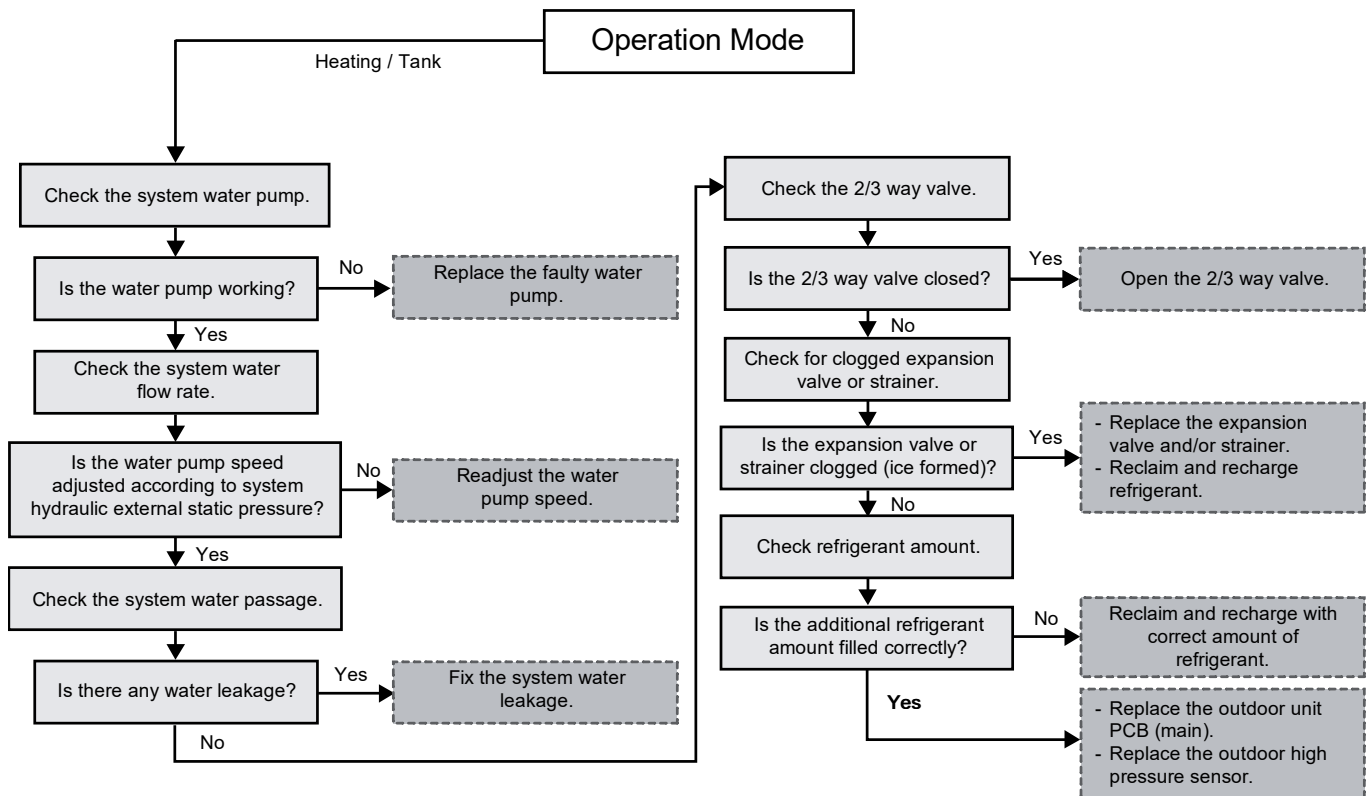 Operation Mode
Heating / Tank
Check the system water pump.
Is the water pump working?
No
Replace the faulty water
pump.
Yes
Check the system water
flow rate.
Is the water pump speed
adjusted according to system
hydraulic external static pressure?
No
Readjust the water
pump speed.
Yes
Check the system water passage.
Is there any water leakage?
Yes
Fix the system water
leakage.
No
Check the 2/3 way valve.
Is the 2/3 way valve closed?
Yes
Open the 2/3 way valve.
No
Check for clogged expansion
valve or strainer.
Is the expansion valve or
strainer clogged (ice formed)?
Yes
- Replace the expansion
valve and/or strainer.
- Reclaim and recharge
refrigerant.
No
Check refrigerant amount.
Is the additional refrigerant
amount filled correctly?
No
Reclaim and recharge with
correct amount of
refrigerant.
Yes
- Replace the outdoor unit
PCB (main).
- Replace the outdoor high
pressure sensor.